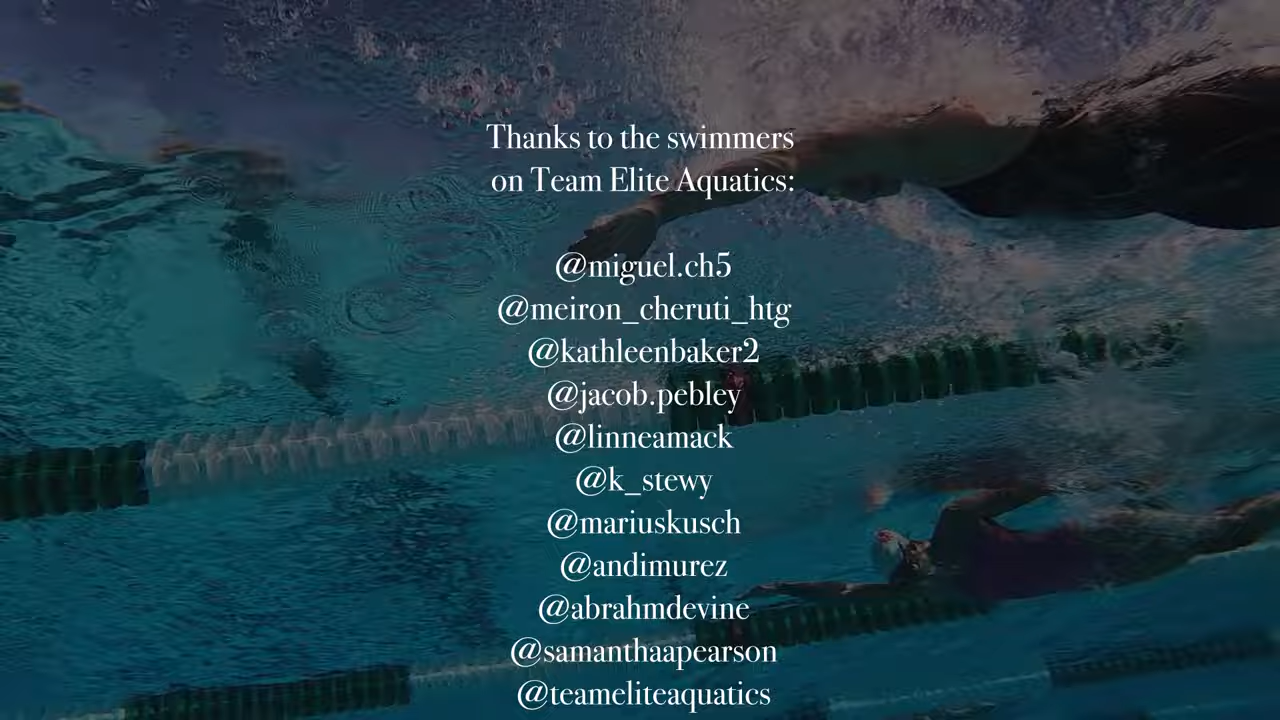 Thanks to the swimmers
on Team Elite Aquatics:
@miguel.ch5
@meiron_cheruti_htg
@kathleenbaker2
@jacob.pebley
@linneamack
@k_stewy
@mariuskusch
@andimurez
@abrahmdevine
@samanthaapearson
@teameliteaquatics